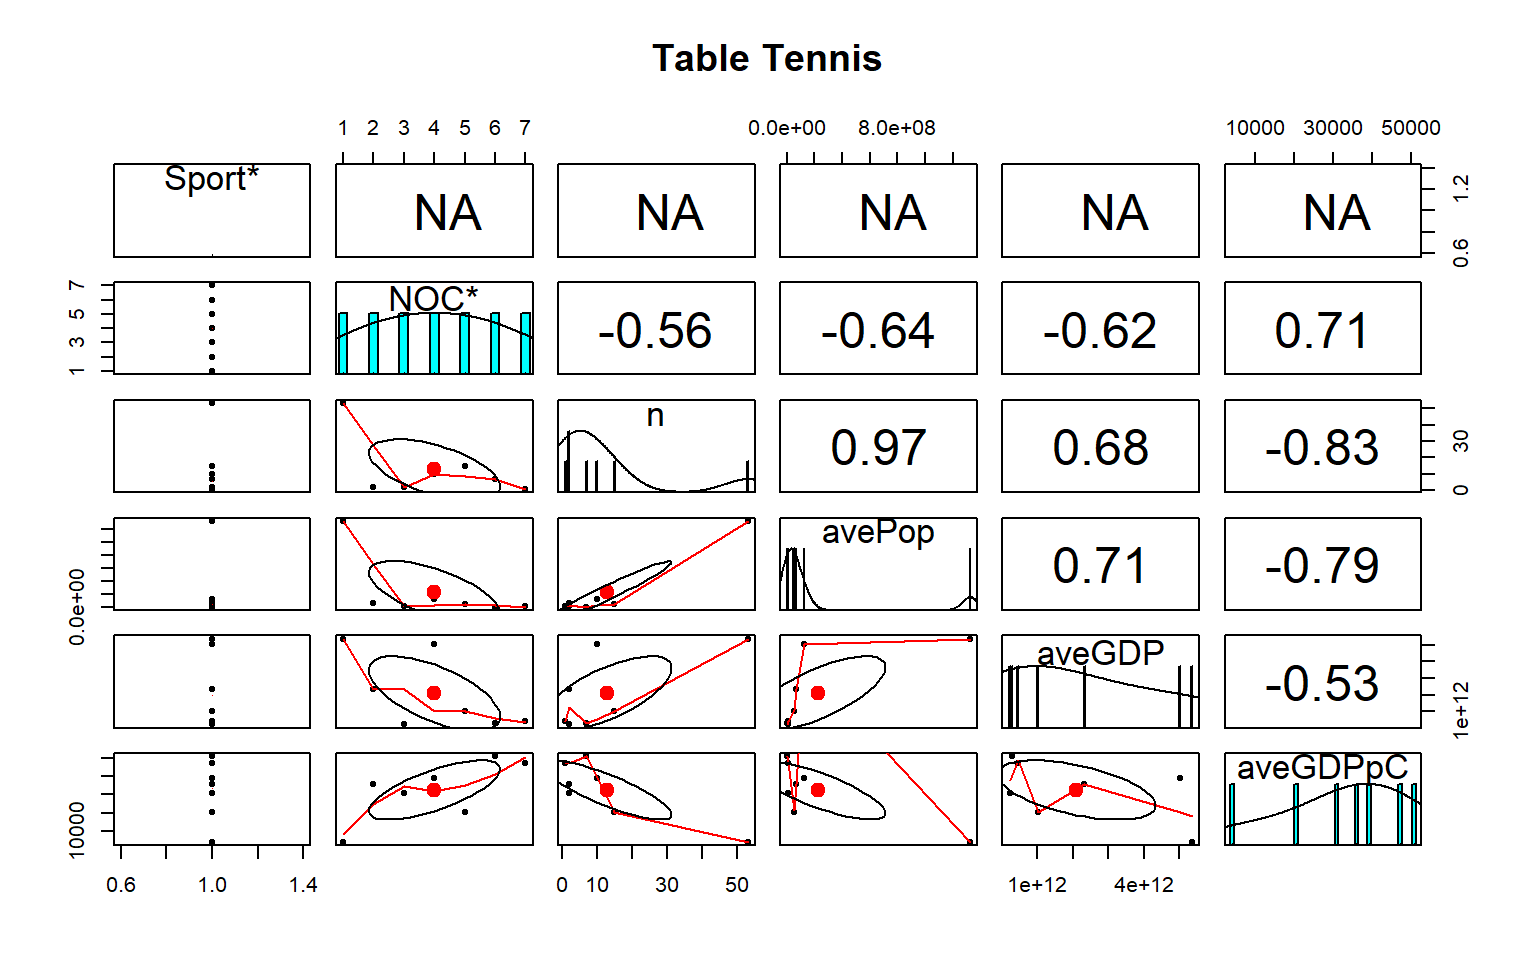 Table Tennis
1 2 3 4 5 6 7
0.0e+00 8.0e+08
10000 30000 50000
Sport* NA NA NA NA NA
0.6 1.2
1 3 5 7
NOC* -0.56 -0.64 -0.62 0.71
n 0.97 0.68 -0.83
0 30
0.0e+00
avePop 0.71 -0.79
aveGDP -0.53
1e+12
10000
aveGDPpC
0.6 1.0 1.4
0 10 30 50
1e+12 4e+12